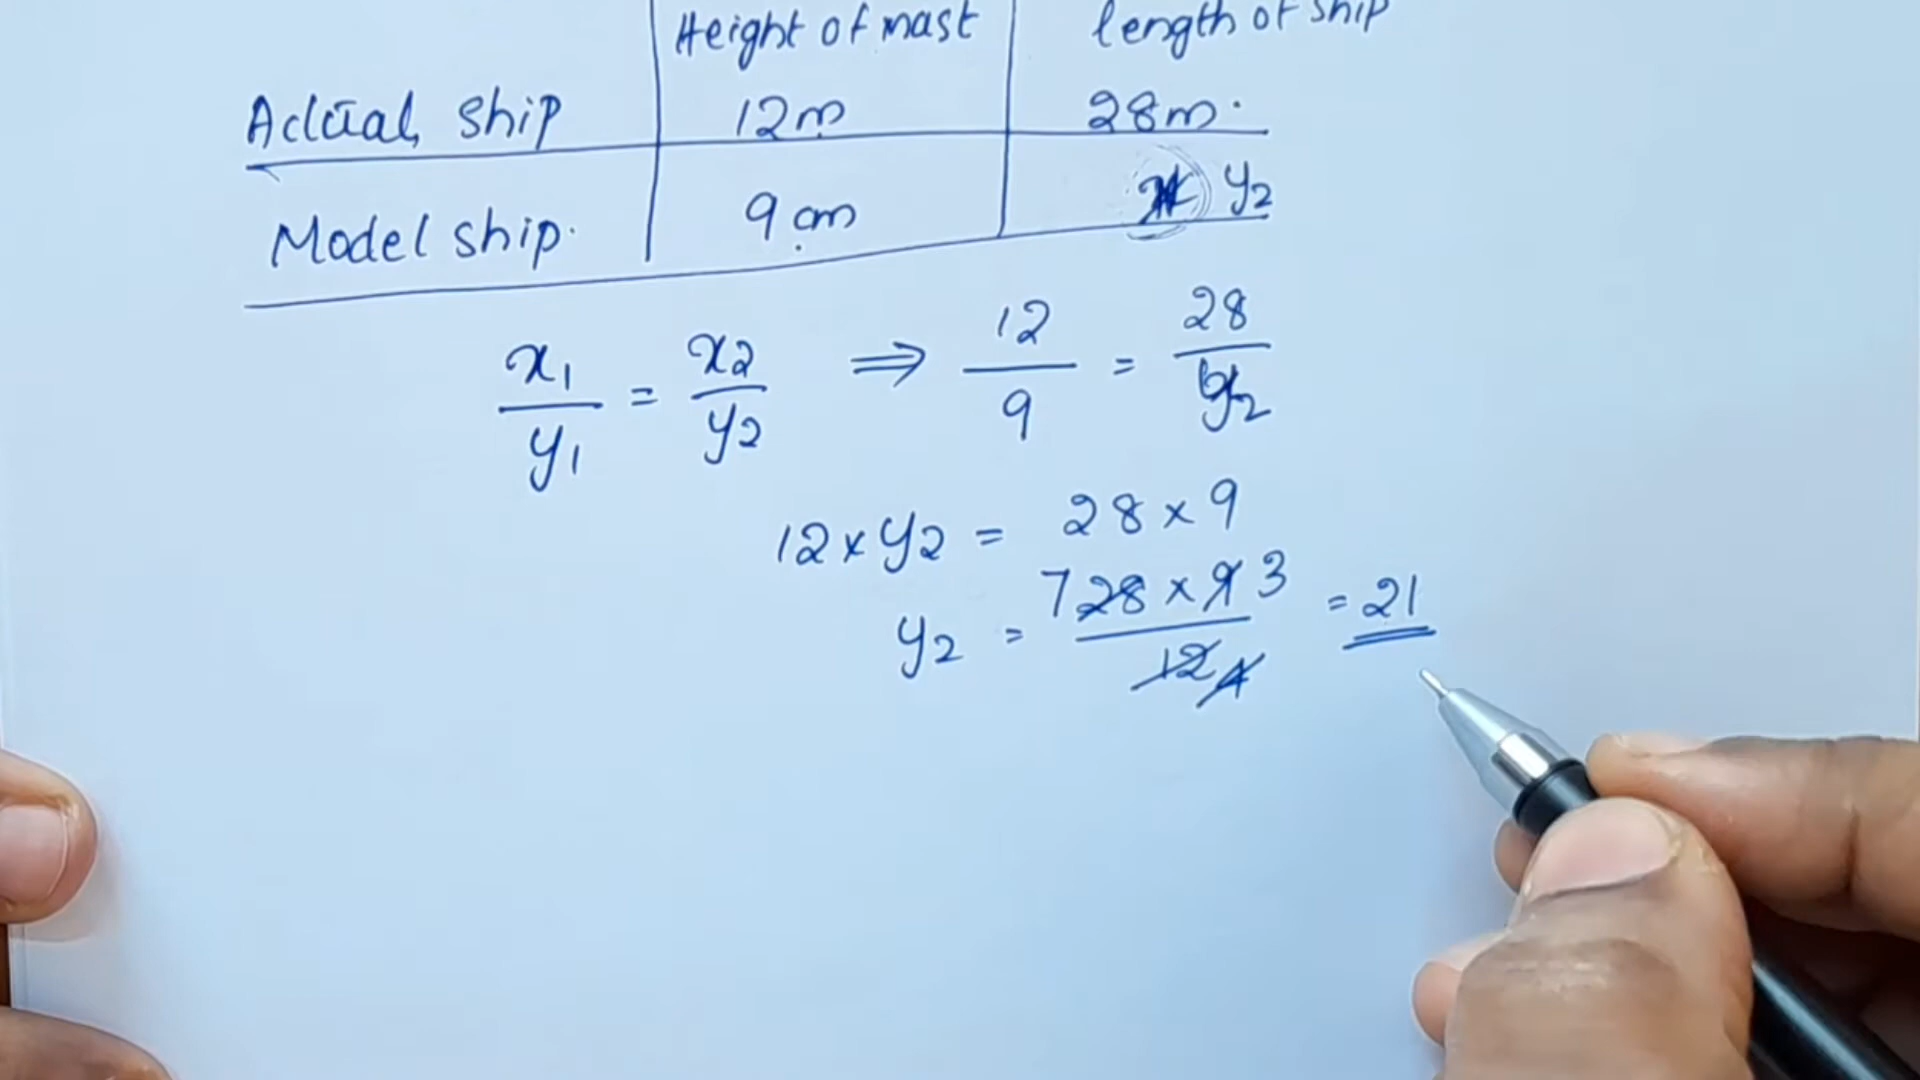 Height of mast length of ship
Actual ship 12m 28m.
Model ship. 9 cm y2
x1/y1 = x2/y2 ⇒ 12/9 = 28/y2
12 × y2 = 28 × 9
y2 = 7 28 × 9 3 / 12 4 = 21